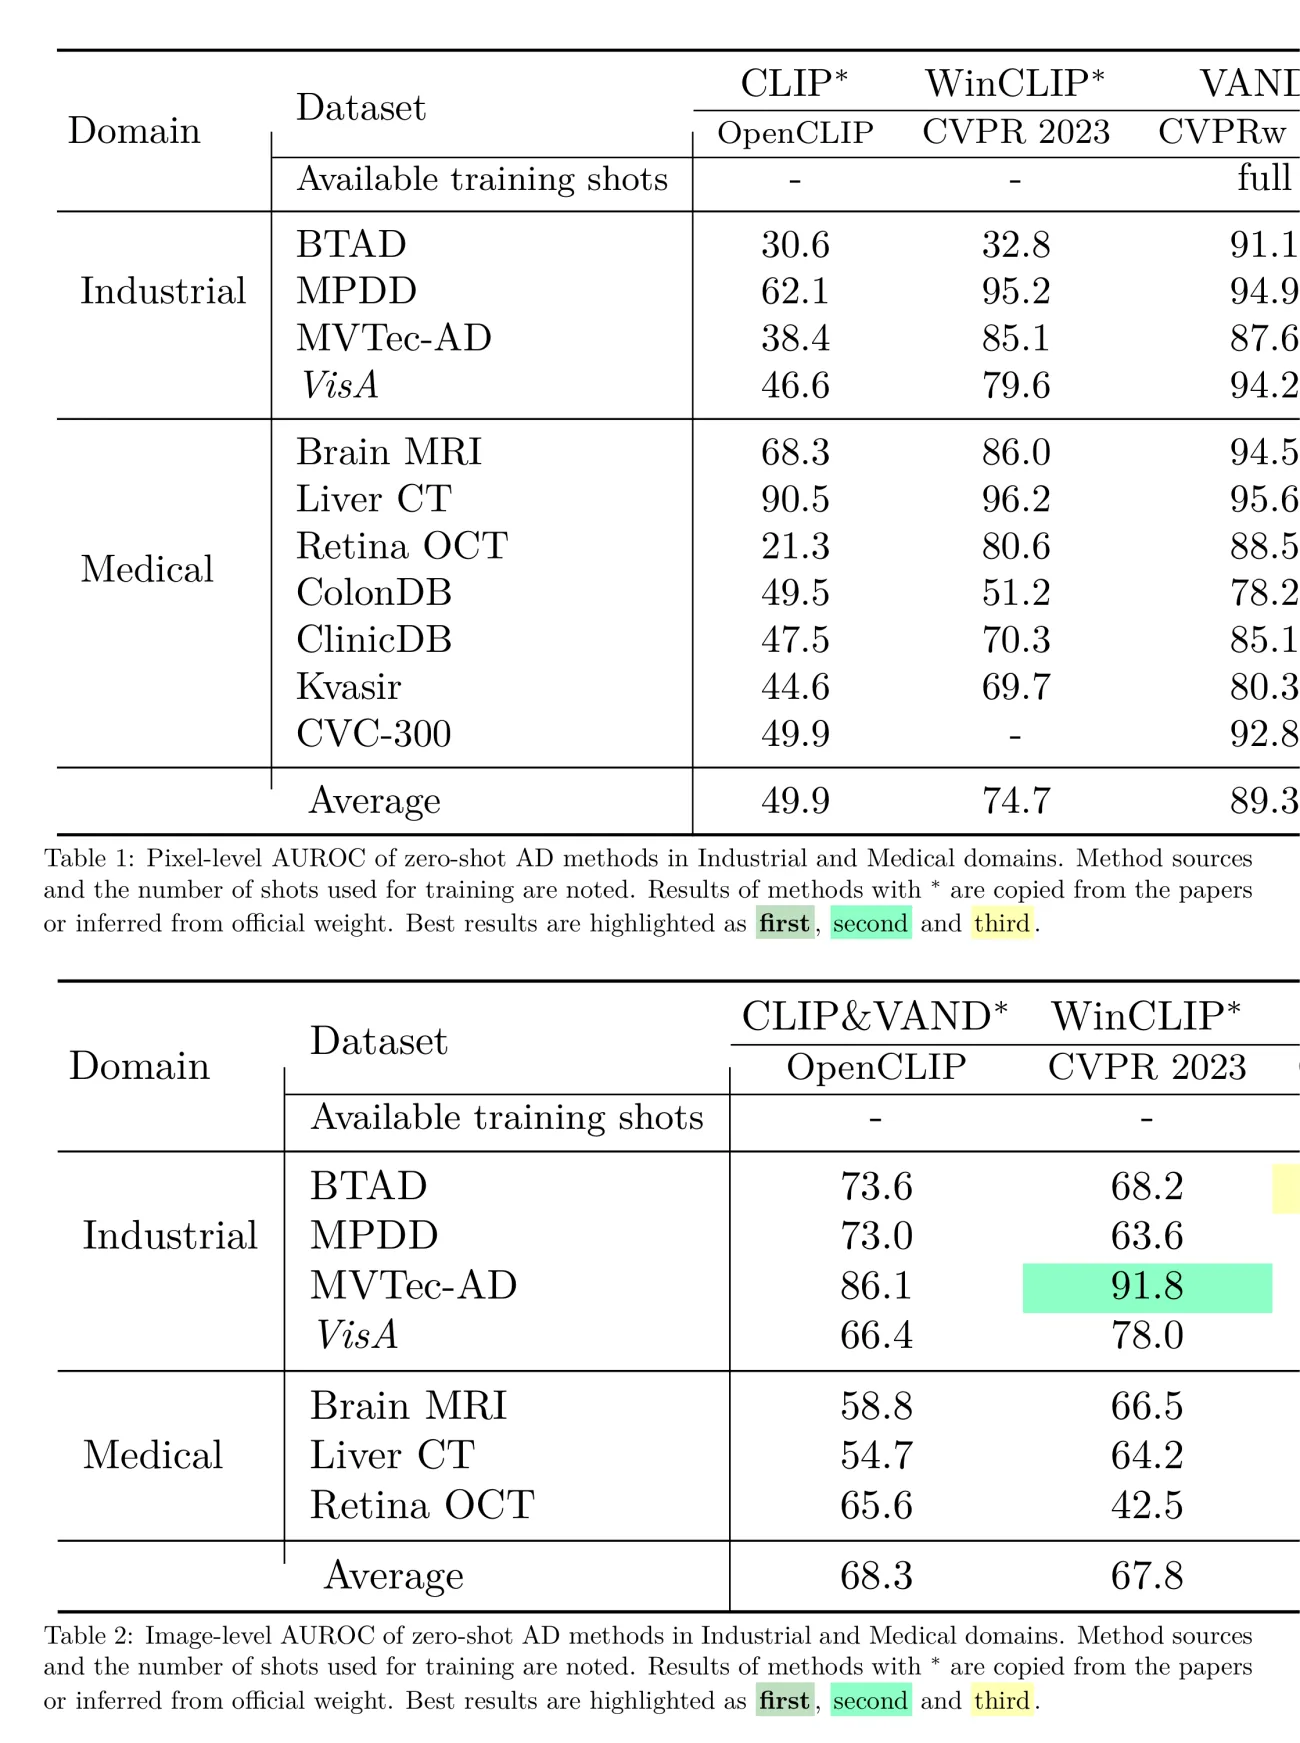 CLIP* WinCLIP* VAND
Dataset
Domain OpenCLIP CVPR 2023 CVPRw
Available training shots - - full
BTAD 30.6 32.8 91.1
Industrial MPDD 62.1 95.2 94.9
MVTec-AD 38.4 85.1 87.6
VisA 46.6 79.6 94.2
Brain MRI 68.3 86.0 94.5
Liver CT 90.5 96.2 95.6
Retina OCT 21.3 80.6 88.5
Medical
ColonDB 49.5 51.2 78.2
ClinicDB 47.5 70.3 85.1
Kvasir 44.6 69.7 80.3
CVC-300 49.9 - 92.8
Average 49.9 74.7 89.3
Table 1: Pixel-level AUROC of zero-shot AD methods in Industrial and Medical domains. Method sources
and the number of shots used for training are noted. Results of methods with * are copied from the papers
or inferred from official weight. Best results are highlighted as first, second and third.
CLIP&VAND* WinCLIP*
Dataset
Domain OpenCLIP CVPR 2023
Available training shots - -
BTAD 73.6 68.2
Industrial MPDD 73.0 63.6
MVTec-AD 86.1 91.8
VisA 66.4 78.0
Brain MRI 58.8 66.5
Medical Liver CT 54.7 64.2
Retina OCT 65.6 42.5
Average 68.3 67.8
Table 2: Image-level AUROC of zero-shot AD methods in Industrial and Medical domains. Method sources
and the number of shots used for training are noted. Results of methods with * are copied from the papers
or inferred from official weight. Best results are highlighted as first, second and third.